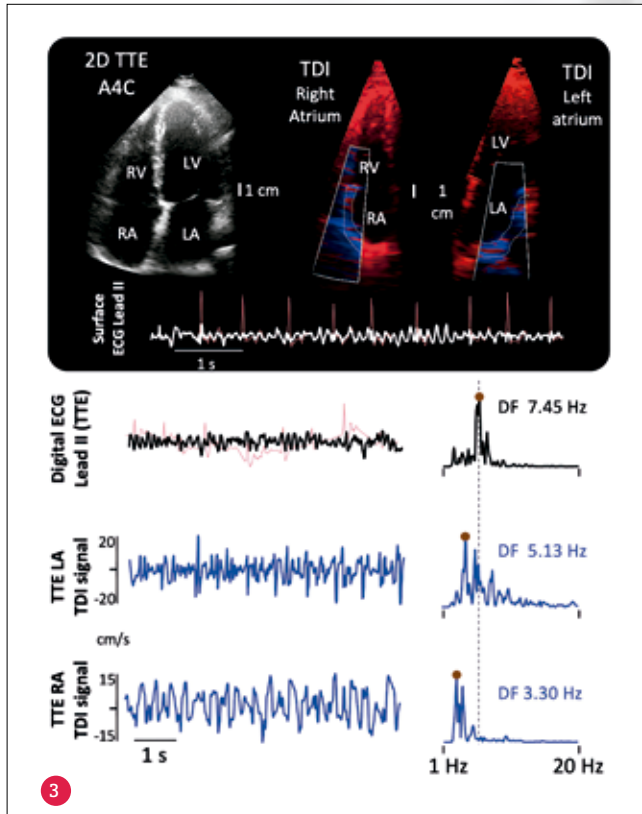 2D TTE
A4C
TDI
Right
Atrium
TDI
Left
atrium
RV
LV
RA
LA
1 cm
RV
RA
1
cm
LV
LA
Surface
ECG Lead II
1 s
Digital ECG
Lead II (TTE)
DF 7.45 Hz
TTE LA
TDI signal
20
-20
DF 5.13 Hz
cm/s
TTE RA
TDI signal
15
-15
DF 3.30 Hz
1 s
1 Hz
20 Hz
3